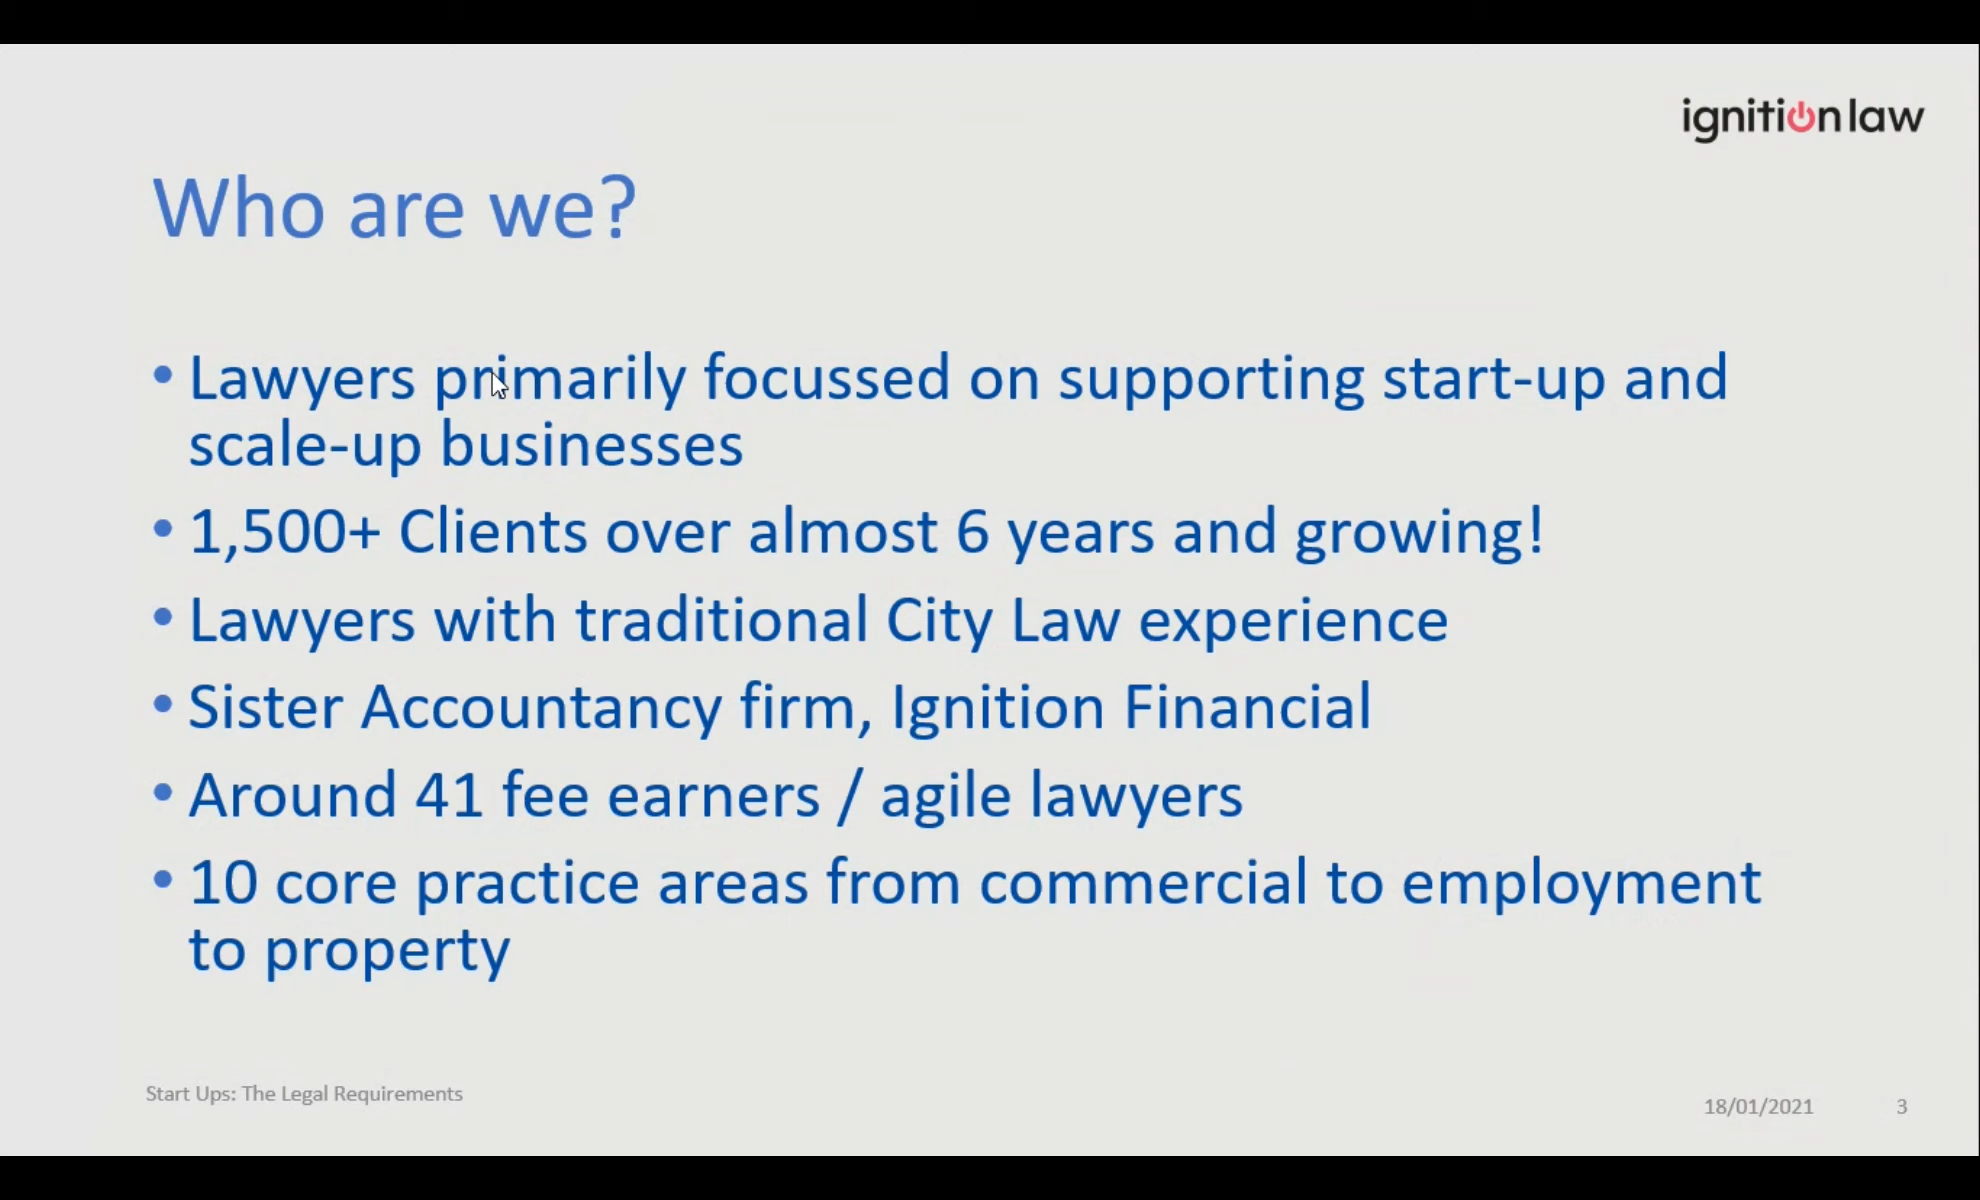 ignition law
Who are we?
• Lawyers primarily focussed on supporting start-up and
scale-up businesses
• 1,500+ Clients over almost 6 years and growing!
• Lawyers with traditional City Law experience
• Sister Accountancy firm, Ignition Financial
• Around 41 fee earners / agile lawyers
• 10 core practice areas from commercial to employment
to property
Start Ups: The Legal Requirements
18/01/2021 3